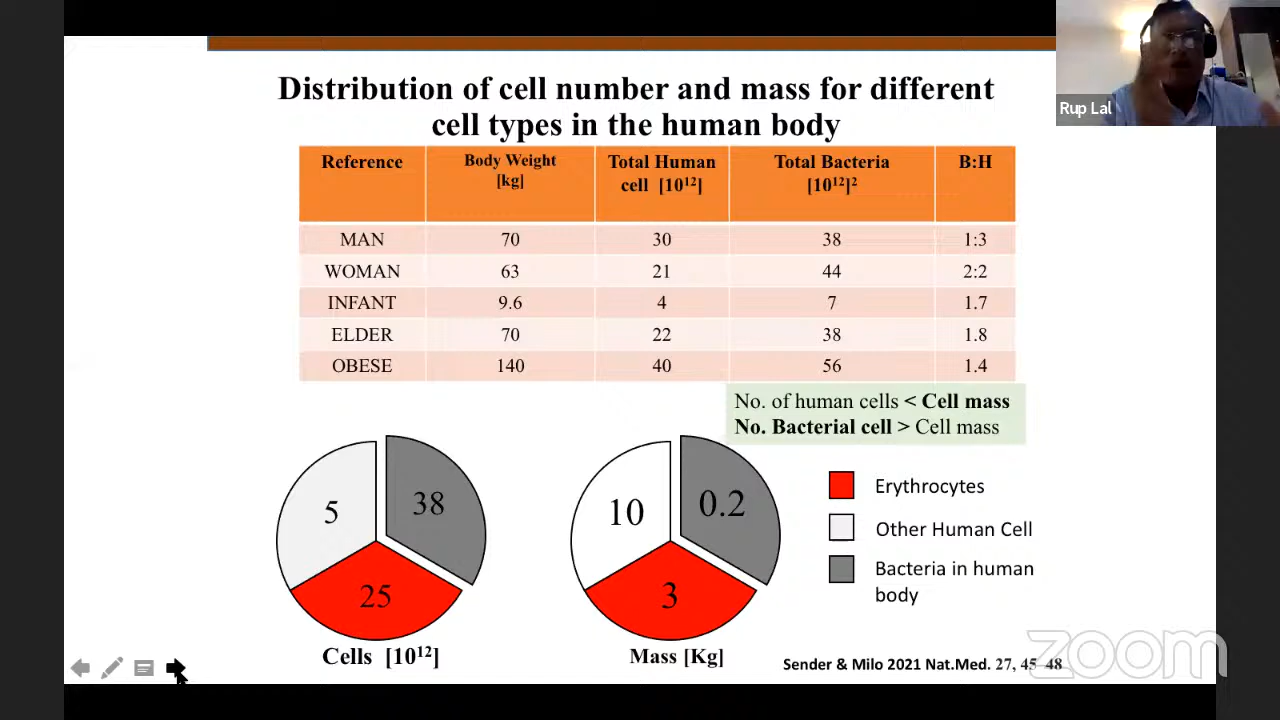 Rup Lal
Distribution of cell number and mass for different
cell types in the human body
Reference Body Weight [kg] Total Human cell [10¹²] Total Bacteria [10¹²]² B:H
MAN 70 30 38 1:3
WOMAN 63 21 44 2:2
INFANT 9.6 4 7 1.7
ELDER 70 22 38 1.8
OBESE 140 40 56 1.4
No. of human cells < Cell mass
No. Bacterial cell > Cell mass
5 38 25
Cells [10¹²]
10 0.2 3
Mass [Kg]
Erythrocytes
Other Human Cell
Bacteria in human
body
Sender & Milo 2021 Nat.Med. 27, 45–48
zoom